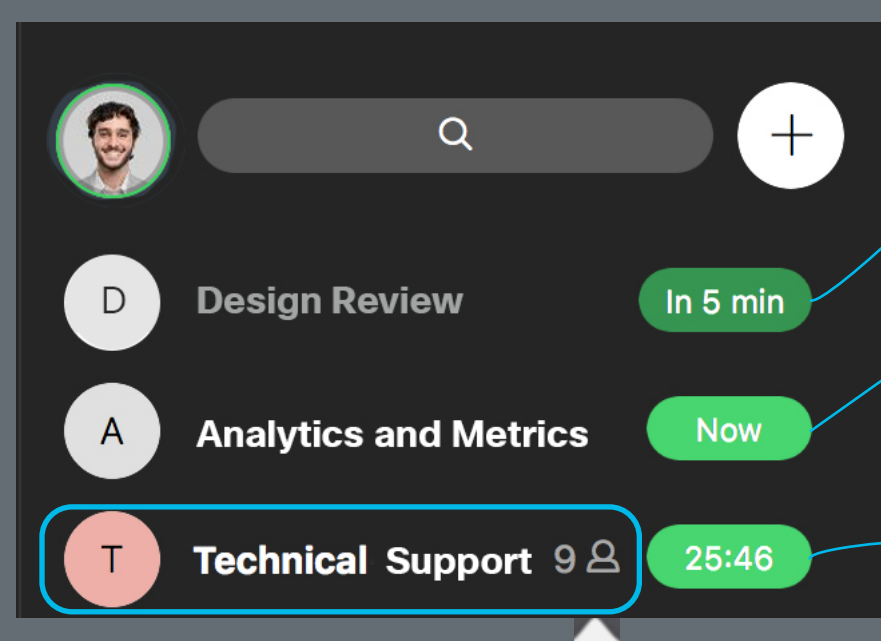 D Design Review In 5 min
A Analytics and Metrics Now
T Technical Support 9 25:46